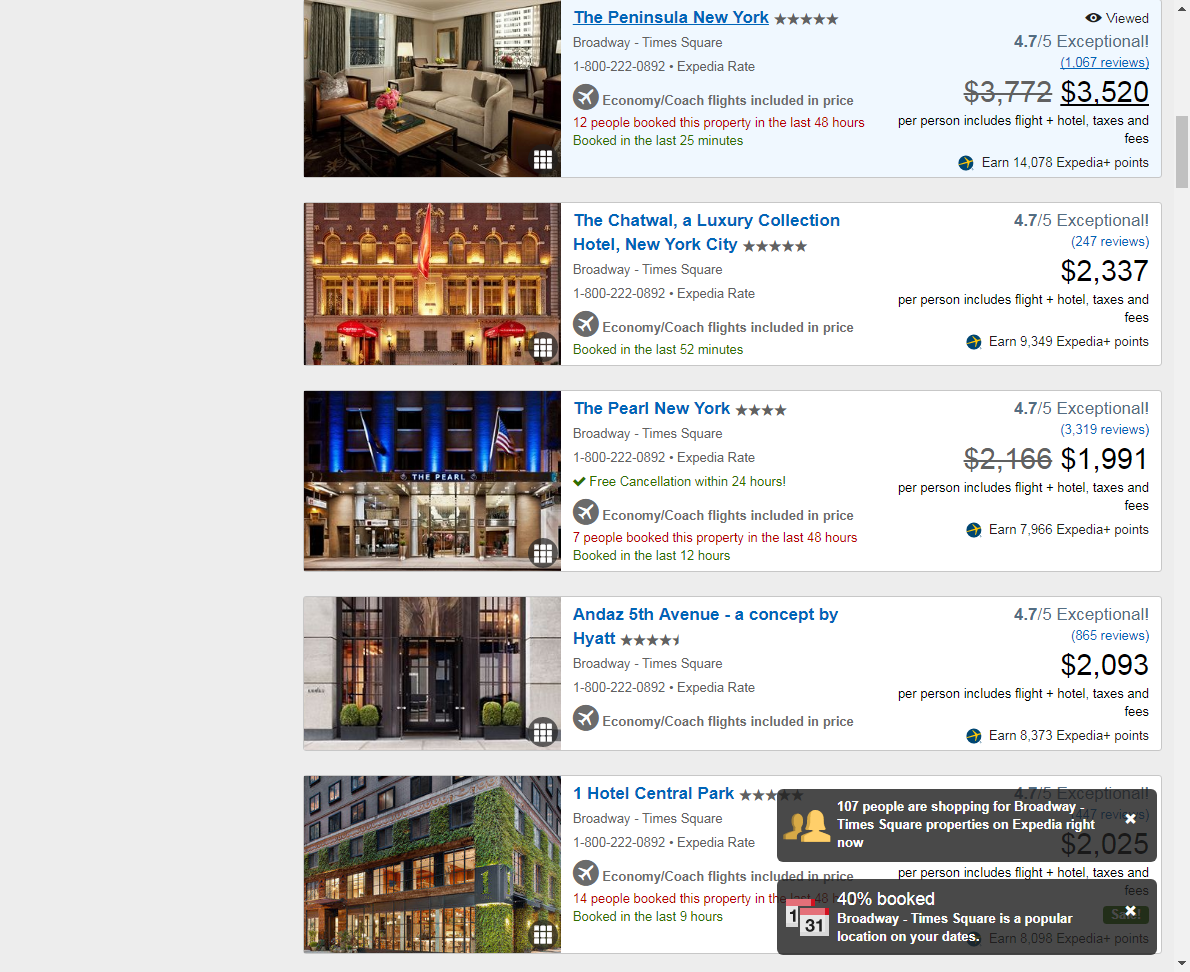 The Peninsula New York
Viewed
Broadway - Times Square
4.7/5 Exceptional!
1-800-222-0892 • Expedia Rate
(1,067 reviews)
$3,772 $3,520
Economy/Coach flights included in price
12 people booked this property in the last 48 hours
per person includes flight + hotel, taxes and
fees
Booked in the last 25 minutes
Earn 14,078 Expedia+ points
The Chatwal, a Luxury Collection
Hotel, New York City
4.7/5 Exceptional!
(247 reviews)
Broadway - Times Square
$2,337
1-800-222-0892 • Expedia Rate
per person includes flight + hotel, taxes and
fees
Economy/Coach flights included in price
Booked in the last 52 minutes
Earn 9,349 Expedia+ points
THE PEARL
The Pearl New York
4.7/5 Exceptional!
Broadway - Times Square
(3,319 reviews)
1-800-222-0892 • Expedia Rate
$2,166 $1,991
Free Cancellation within 24 hours!
per person includes flight + hotel, taxes and
fees
Economy/Coach flights included in price
7 people booked this property in the last 48 hours
Earn 7,966 Expedia+ points
Booked in the last 12 hours
Andaz 5th Avenue - a concept by
Hyatt
4.7/5 Exceptional!
(865 reviews)
Broadway - Times Square
$2,093
1-800-222-0892 • Expedia Rate
per person includes flight + hotel, taxes and
fees
Economy/Coach flights included in price
Earn 8,373 Expedia+ points
1 Hotel Central Park
4.7/5 Exceptional!
Broadway - Times Square
447 reviews)
1-800-222-0892 • Expedia Rate
$2,025
Economy/Coach flights included in price
per person includes flight + hotel, taxes and
fees
14 people booked this property in the last 48 h
Booked in the last 9 hours
Sale!
Earn 8,098 Expedia+ points
107 people are shopping for Broadway -
Times Square properties on Expedia right
now
1
31
40% booked
Broadway - Times Square is a popular
location on your dates.